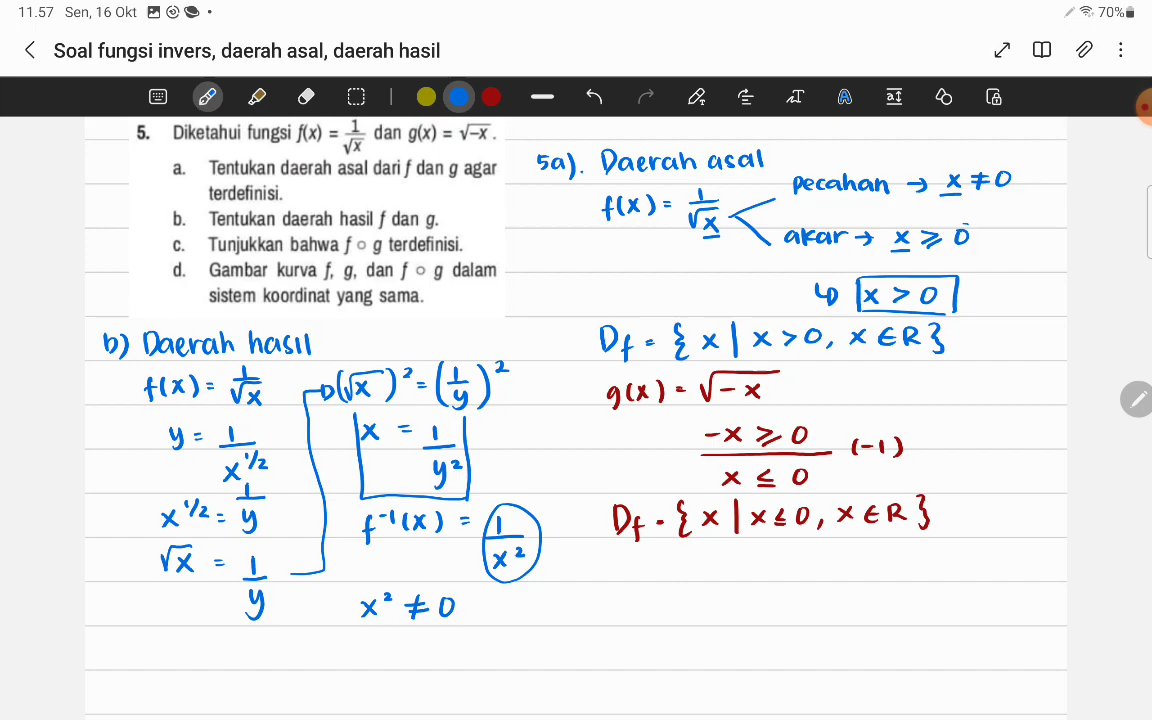 11.57 Sen, 16 Okt
70%
Soal fungsi invers, daerah asal, daerah hasil
5. Diketahui fungsi f(x) = 1/√x dan g(x) = √-x.
a. Tentukan daerah asal dari f dan g agar
terdefinisi.
b. Tentukan daerah hasil f dan g.
c. Tunjukkan bahwa f ∘ g terdefinisi.
d. Gambar kurva f, g, dan f ∘ g dalam
sistem koordinat yang sama.
5a). Daerah asal
f(x) = 1/√x
pecahan → x ≠ 0
akar → x ≥ 0
↳ x > 0
Df = { x | x > 0, x ∈ R }
g(x) = √-x
-x ≥ 0 (-1)
x ≤ 0
Df = { x | x ≤ 0, x ∈ R }
b) Daerah hasil
f(x) = 1/√x
y = 1/x^1/2
x^1/2 = 1/y
√x = 1/y
(√x)² = (1/y)²
x = 1/y²
f⁻¹(x) = 1/x²
x² ≠ 0